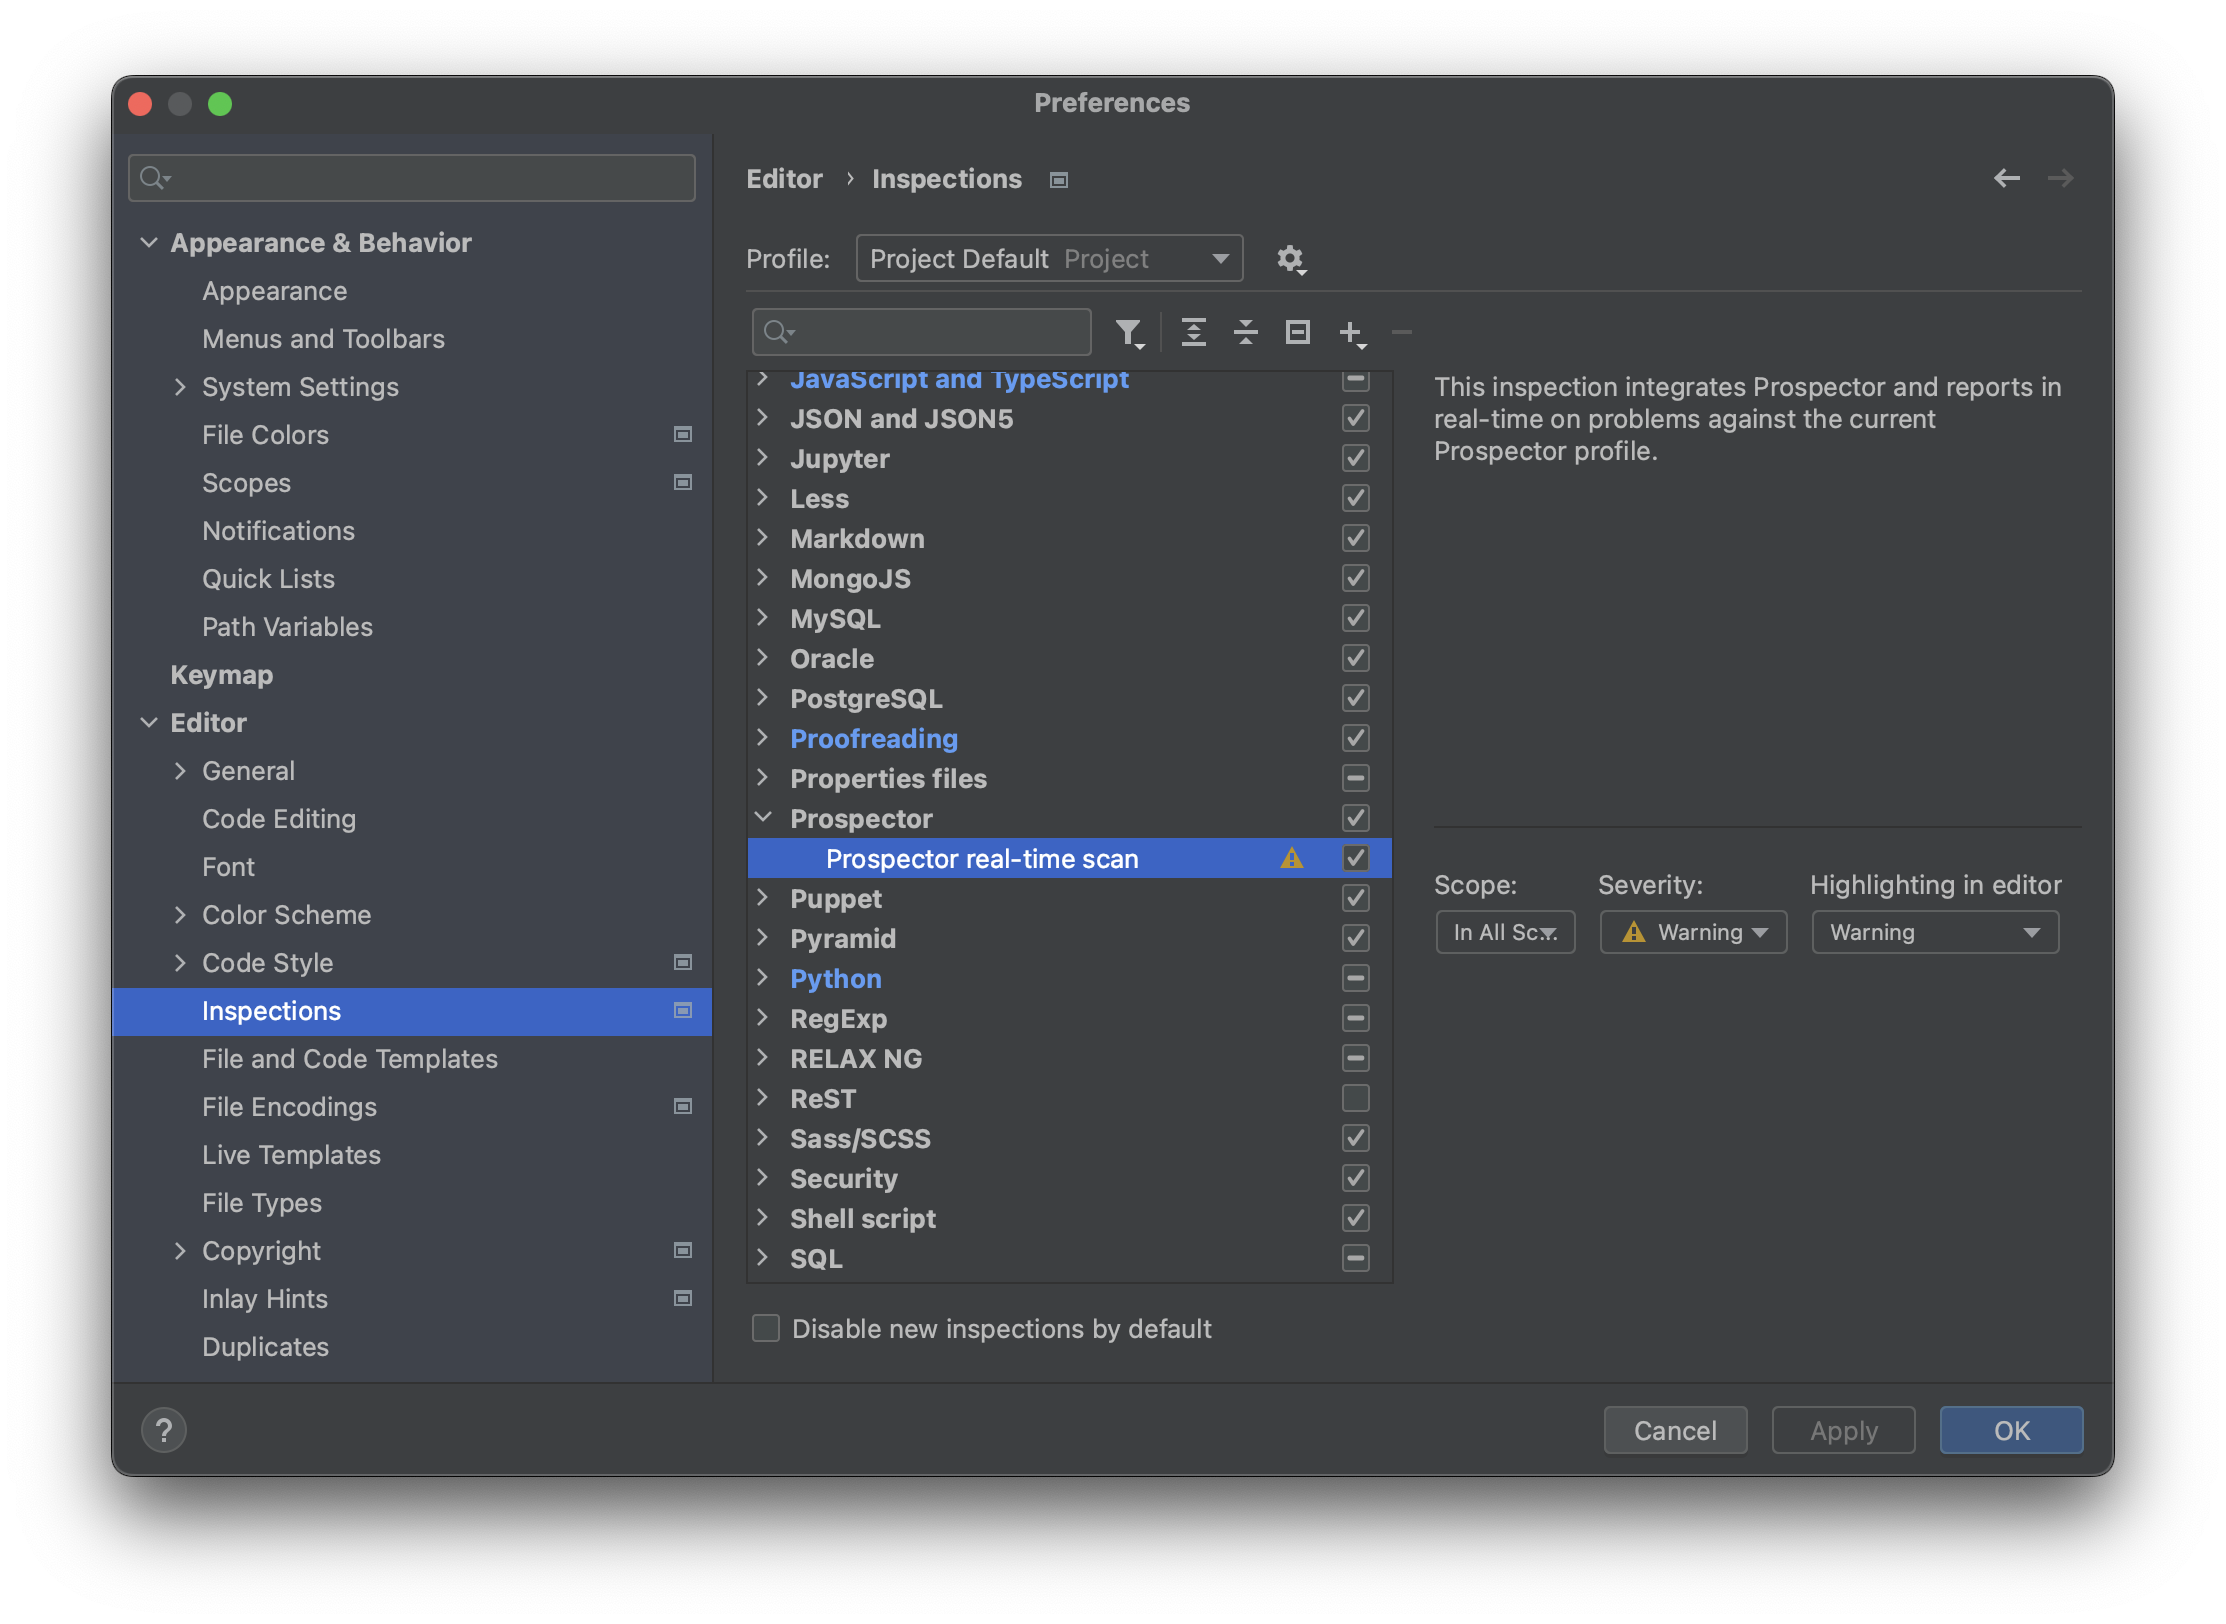 Preferences
Appearance & Behavior
Appearance
Menus and Toolbars
System Settings
File Colors
Scopes
Notifications
Quick Lists
Path Variables
Keymap
Editor
General
Code Editing
Font
Color Scheme
Code Style
Inspections
File and Code Templates
File Encodings
Live Templates
File Types
Copyright
Inlay Hints
Duplicates
Editor › Inspections
Profile: Project Default Project
JavaScript and TypeScript
JSON and JSON5
Jupyter
Less
Markdown
MongoJS
MySQL
Oracle
PostgreSQL
Proofreading
Properties files
Prospector
Prospector real-time scan
Puppet
Pyramid
Python
RegExp
RELAX NG
ReST
Sass/SCSS
Security
Shell script
SQL
Disable new inspections by default
This inspection integrates Prospector and reports in
real-time on problems against the current
Prospector profile.
Scope: Severity: Highlighting in editor
In All Sc... Warning Warning
? Cancel Apply OK